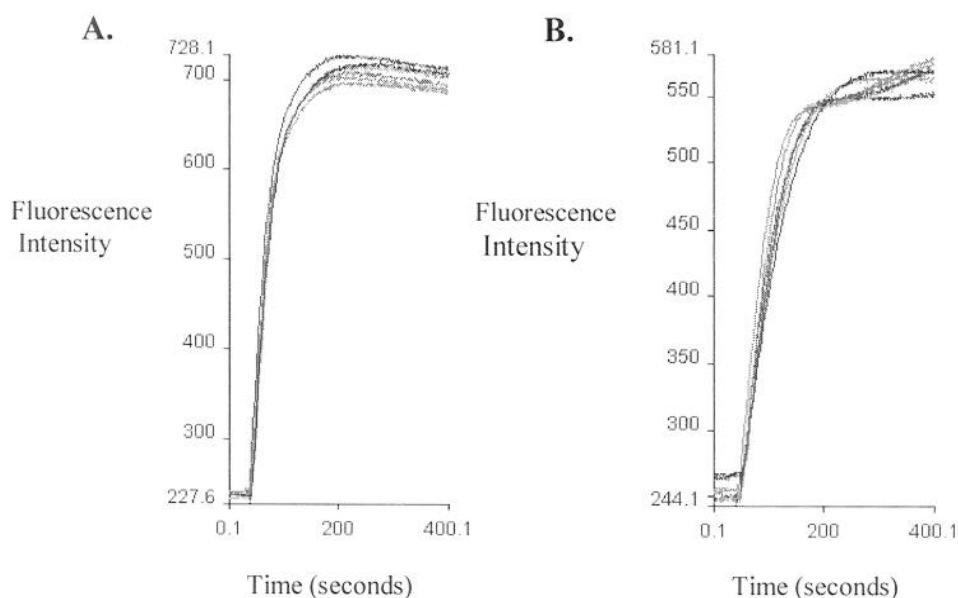 A.
728.1
700
600
500
400
300
227.6
0.1
200
400.1
Fluorescence
Intensity
Time (seconds)
B.
581.1
550
500
450
400
350
300
244.1
0.1
200
400.1
Fluorescence
Intensity
Time (seconds)